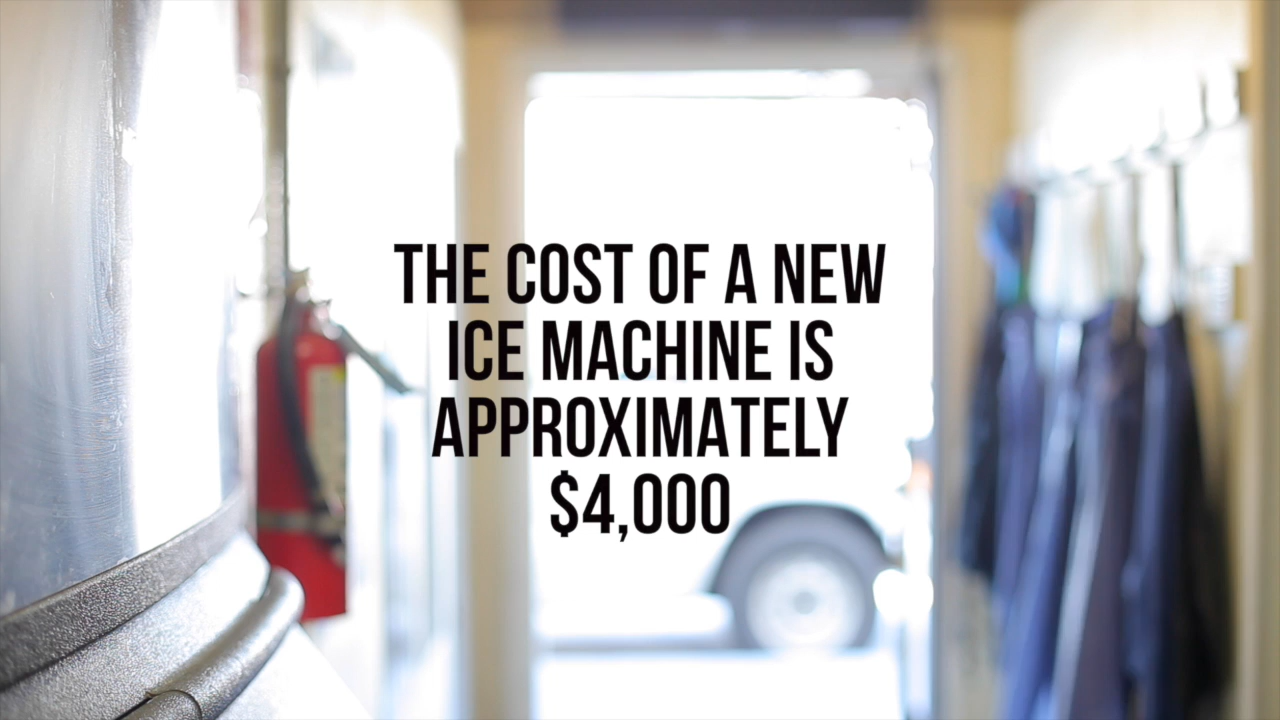 THE COST OF A NEW
ICE MACHINE IS
APPROXIMATELY
$4,000